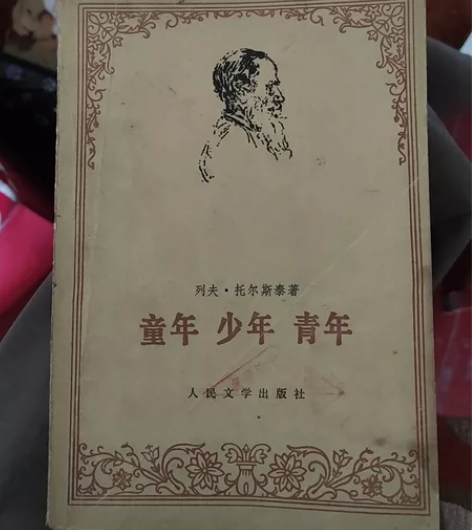 列夫·托尔斯泰著
童年 少年 青年
人民文学出版社